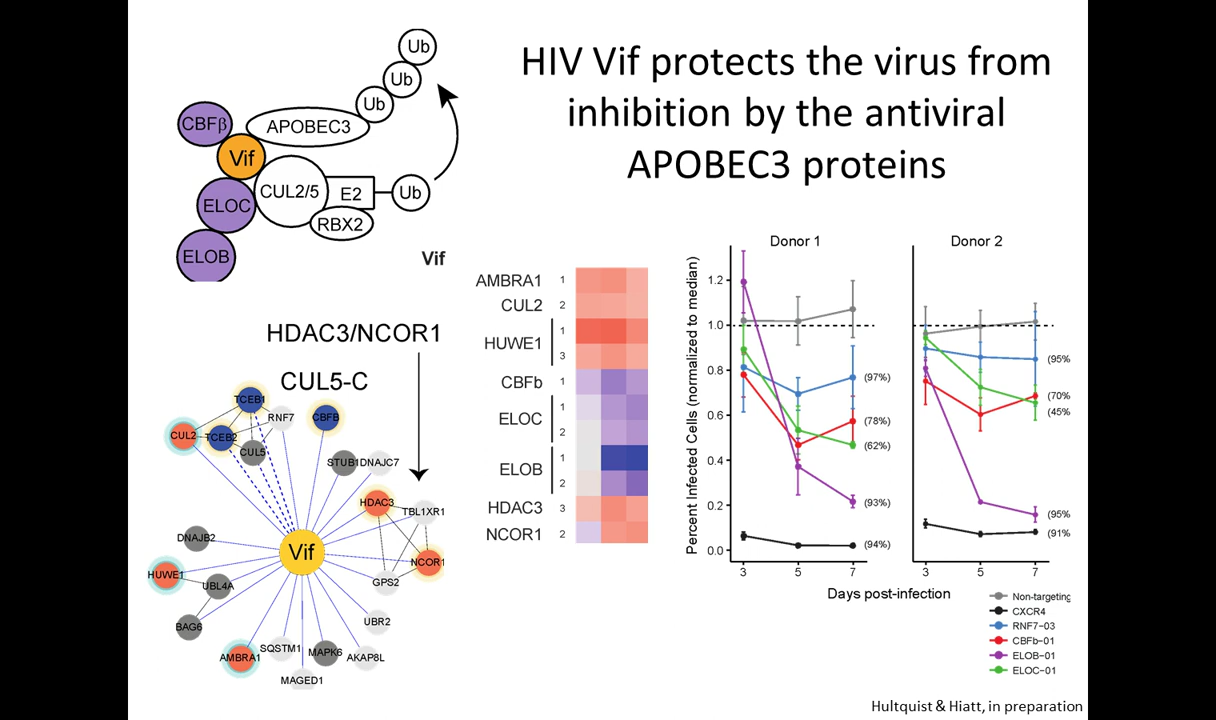 HIV Vif protects the virus from
inhibition by the antiviral
APOBEC3 proteins
Ub
Ub
Ub
CBFβ
APOBEC3
Vif
CUL2/5
E2
Ub
ELOC
RBX2
ELOB
Vif
HDAC3/NCOR1
CUL5-C
TCEB1
RNF7
CBFB
CUL2
TCEB2
CUL5
STUB1
DNAJC7
HDAC3
TBL1XR1
DNAJB2
Vif
NCOR1
HUWE1
UBL4A
GPS2
BAG6
UBR2
AMBRA1
SQSTM1
MAPK6
AKAP8L
MAGED1
AMBRA1 1
CUL2 2
HUWE1 1
3
CBFb 1
ELOC 1
2
ELOB 1
2
HDAC3 3
NCOR1 2
Donor 1
Donor 2
Percent Infected Cells (normalized to median)
1.2
1.0
0.8
0.6
0.4
0.2
0.0
(97%)
(78%)
(62%)
(93%)
(94%)
(95%
(70%
(45%)
(95%)
(91%)
3 5 7
3 5 7
Days post-infection
Non-targeting
CXCR4
RNF7-03
CBFb-01
ELOB-01
ELOC-01
Hultquist & Hiatt, in preparation